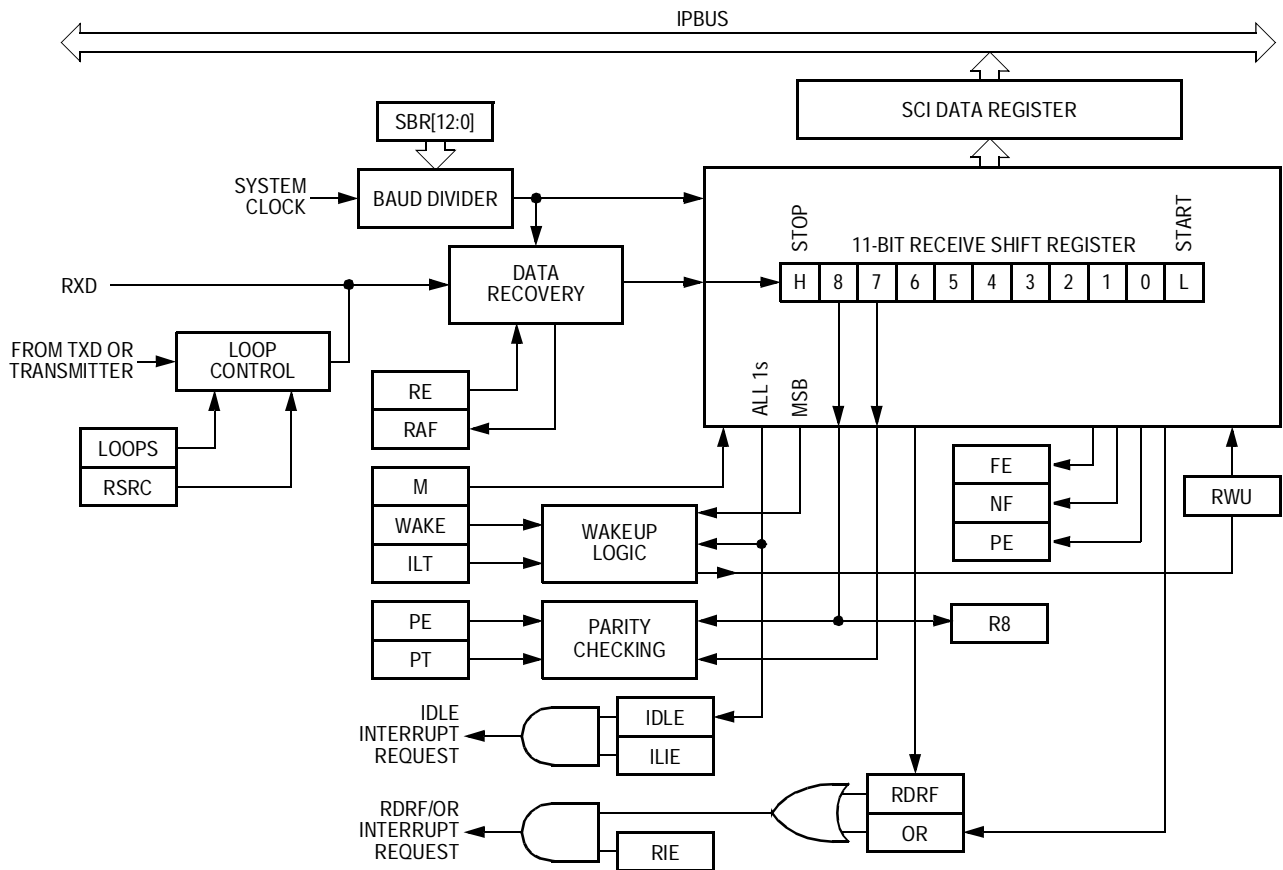 IPBUS
SCI DATA REGISTER
SBR[12:0]
SYSTEM
CLOCK
BAUD DIVIDER
STOP
11-BIT RECEIVE SHIFT REGISTER
START
RXD
DATA
RECOVERY
H 8 7 6 5 4 3 2 1 0 L
FROM TXD OR
TRANSMITTER
LOOP
CONTROL
RE
RAF
ALL 1s
MSB
LOOPS
RSRC
M
WAKE
ILT
WAKEUP
LOGIC
FE
NF
PE
RWU
PE
PT
PARITY
CHECKING
R8
IDLE
INTERRUPT
REQUEST
IDLE
ILIE
RDRF/OR
INTERRUPT
REQUEST
RIE
RDRF
OR